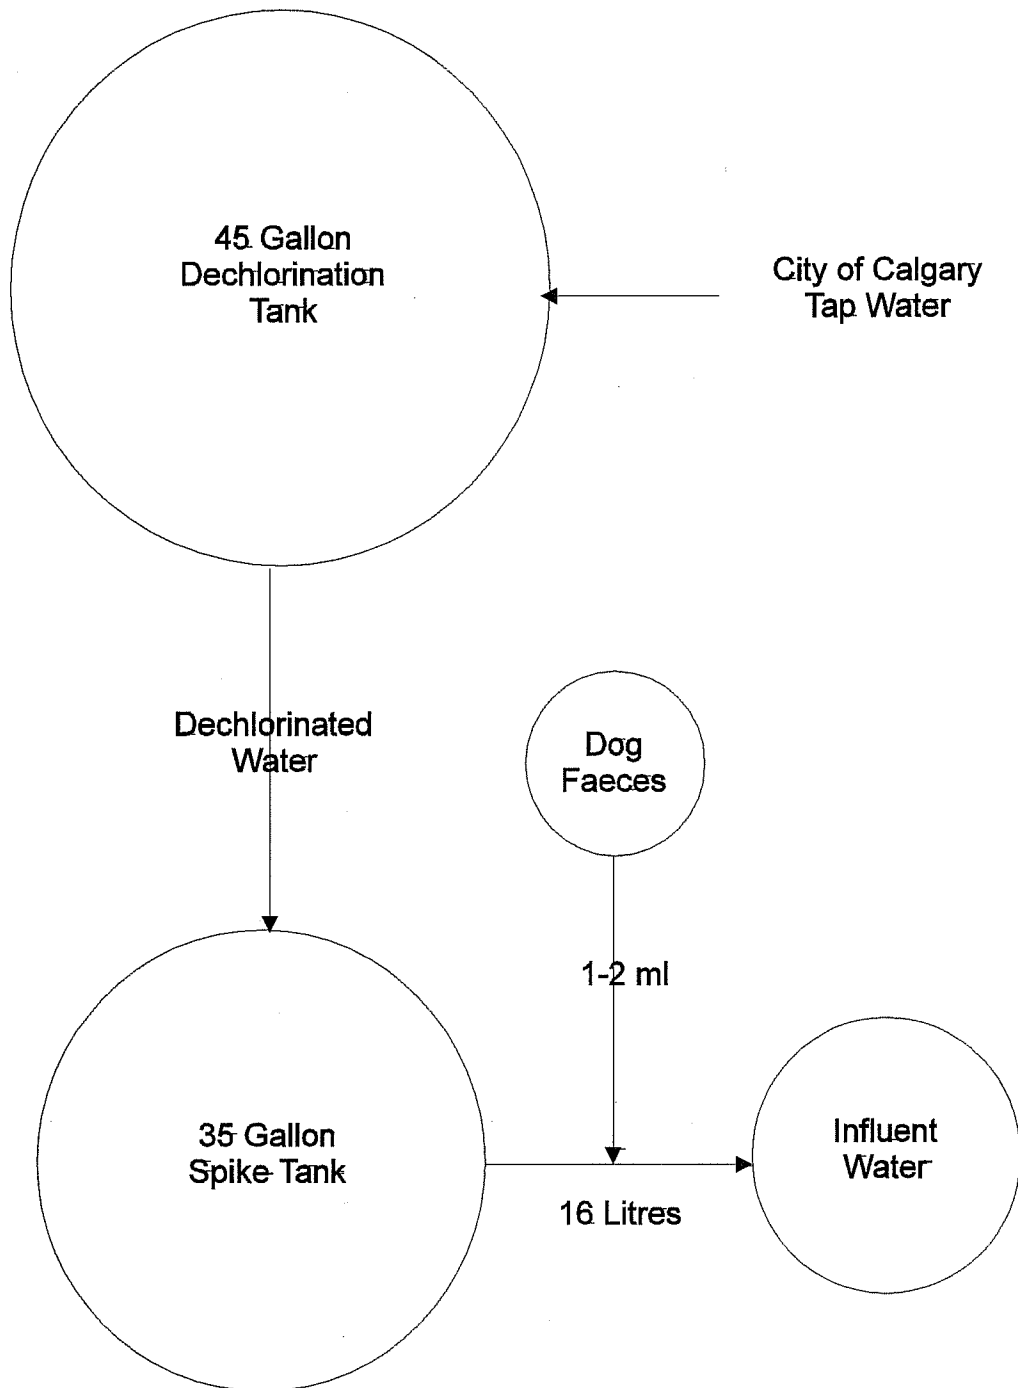 45 Gallon
Dechlorination
Tank
City of Calgary
Tap Water
Dechlorinated
Water
Dog
Faeces
1-2 ml
35 Gallon
Spike Tank
16 Litres
Influent
Water